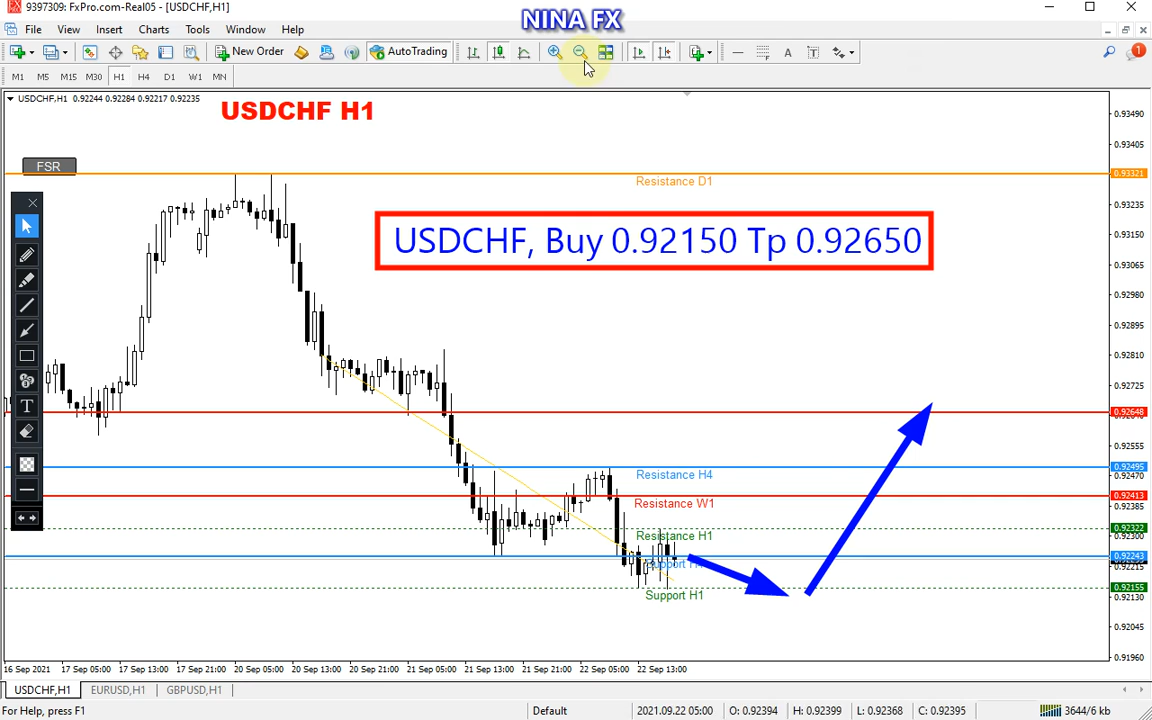 9397309: FxPro.com-Real05 - [USDCHF,H1]
NINA FX
File View Insert Charts Tools Window Help
New Order AutoTrading
1
M1 M5 M15 M30 H1 H4 D1 W1 MN
USDCHF,H1 0.92244 0.92284 0.92217 0.92235
USDCHF H1
0.93490
0.93405
FSR
0.93321
Resistance D1
0.93235
USDCHF, Buy 0.92150 Tp 0.92650
0.93150
0.93065
0.92980
0.92895
0.92810
0.92725
0.92648
0.92555
0.92495
Resistance H4
0.92470
0.92413
Resistance W1
0.92385
0.92322
Resistance H1
0.92300
0.92243
Support H4
0.92215
0.92155
Support H1
0.92130
0.92045
0.91960
16 Sep 2021 17 Sep 05:00 17 Sep 13:00 17 Sep 21:00 20 Sep 05:00 20 Sep 13:00 20 Sep 21:00 21 Sep 05:00 21 Sep 13:00 21 Sep 21:00 22 Sep 05:00 22 Sep 13:00
USDCHF,H1 EURUSD,H1 GBPUSD,H1
For Help, press F1 Default 2021.09.22 05:00 O: 0.92394 H: 0.92399 L: 0.92368 C: 0.92395 3644/6 kb